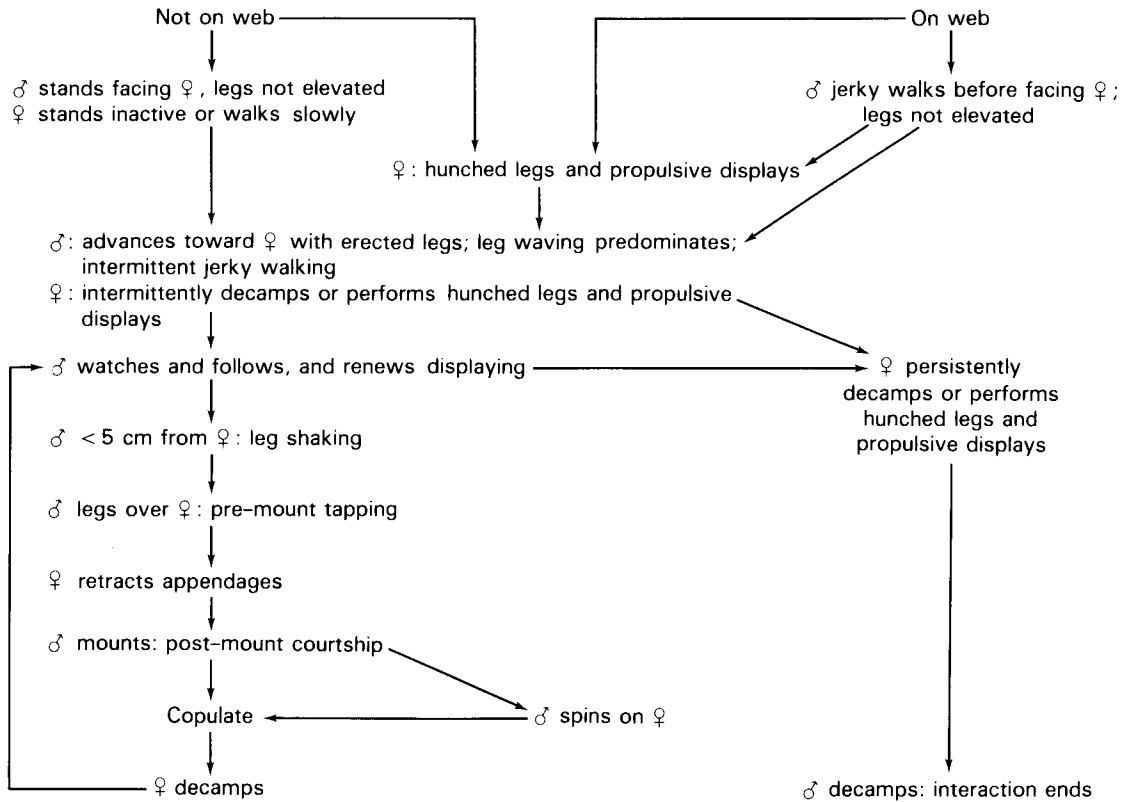 Not on web
On web
♂ stands facing ♀, legs not elevated
♀ stands inactive or walks slowly
♂ jerky walks before facing ♀;
legs not elevated
♀: hunched legs and propulsive displays
♂: advances toward ♀ with erected legs; leg waving predominates;
intermittent jerky walking
♀: intermittently decamps or performs hunched legs and propulsive
displays
♂ watches and follows, and renews displaying
♀ persistently
decamps or performs
hunched legs and
propulsive displays
♂ < 5 cm from ♀: leg shaking
♂ legs over ♀: pre-mount tapping
♀ retracts appendages
♂ mounts: post-mount courtship
Copulate
♂ spins on ♀
♀ decamps
♂ decamps: interaction ends